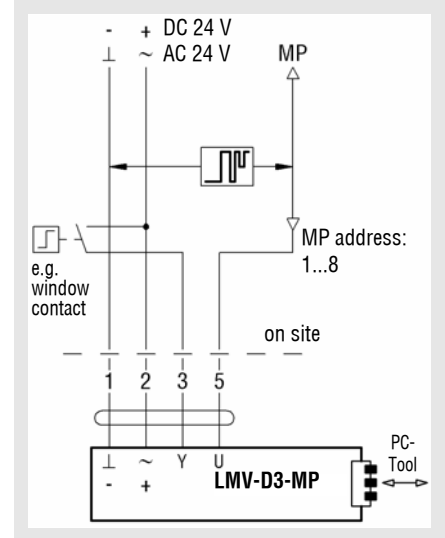 - + DC 24 V
⊥ ~ AC 24 V MP
MP address:
1...8
e.g.
window
contact
on site
1 2 3 5
⊥ ~ Y U
- +
LMV-D3-MP
PC-
Tool